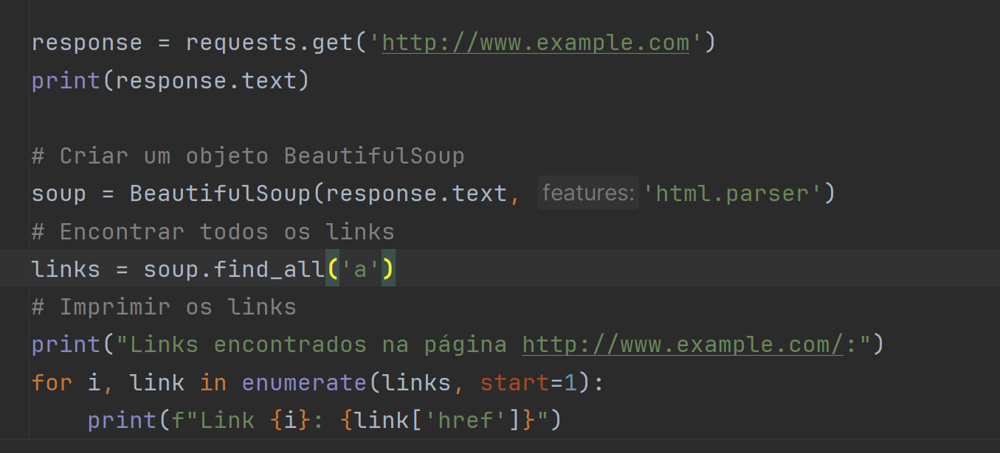 response = requests.get('http://www.example.com')
print(response.text)
# Criar um objeto BeautifulSoup
soup = BeautifulSoup(response.text, features: 'html.parser')
# Encontrar todos os links
links = soup.find_all('a')
# Imprimir os links
print("Links encontrados na página http://www.example.com/:")
for i, link in enumerate(links, start=1):
    print(f"Link {i}: {link['href']}")